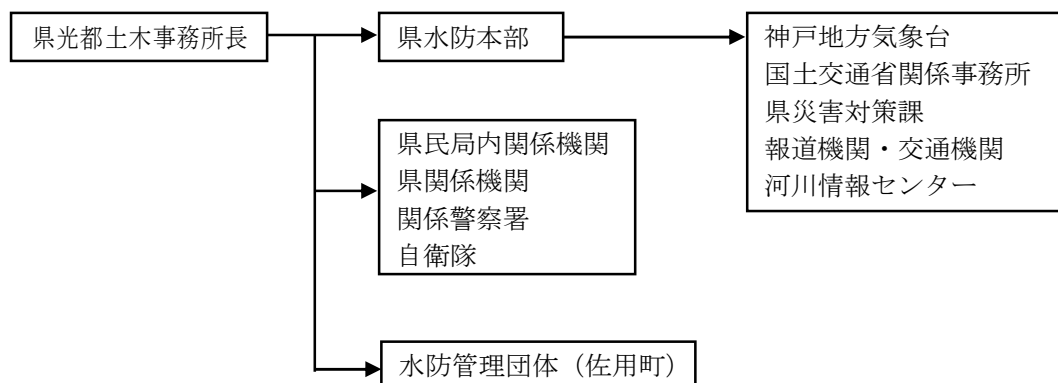 県光都土木事務所長
県水防本部
神戸地方気象台
国土交通省関係事務所
県災害対策課
報道機関・交通機関
河川情報センター
県民局内関係機関
県関係機関
関係警察署
自衛隊
水防管理団体（佐用町）